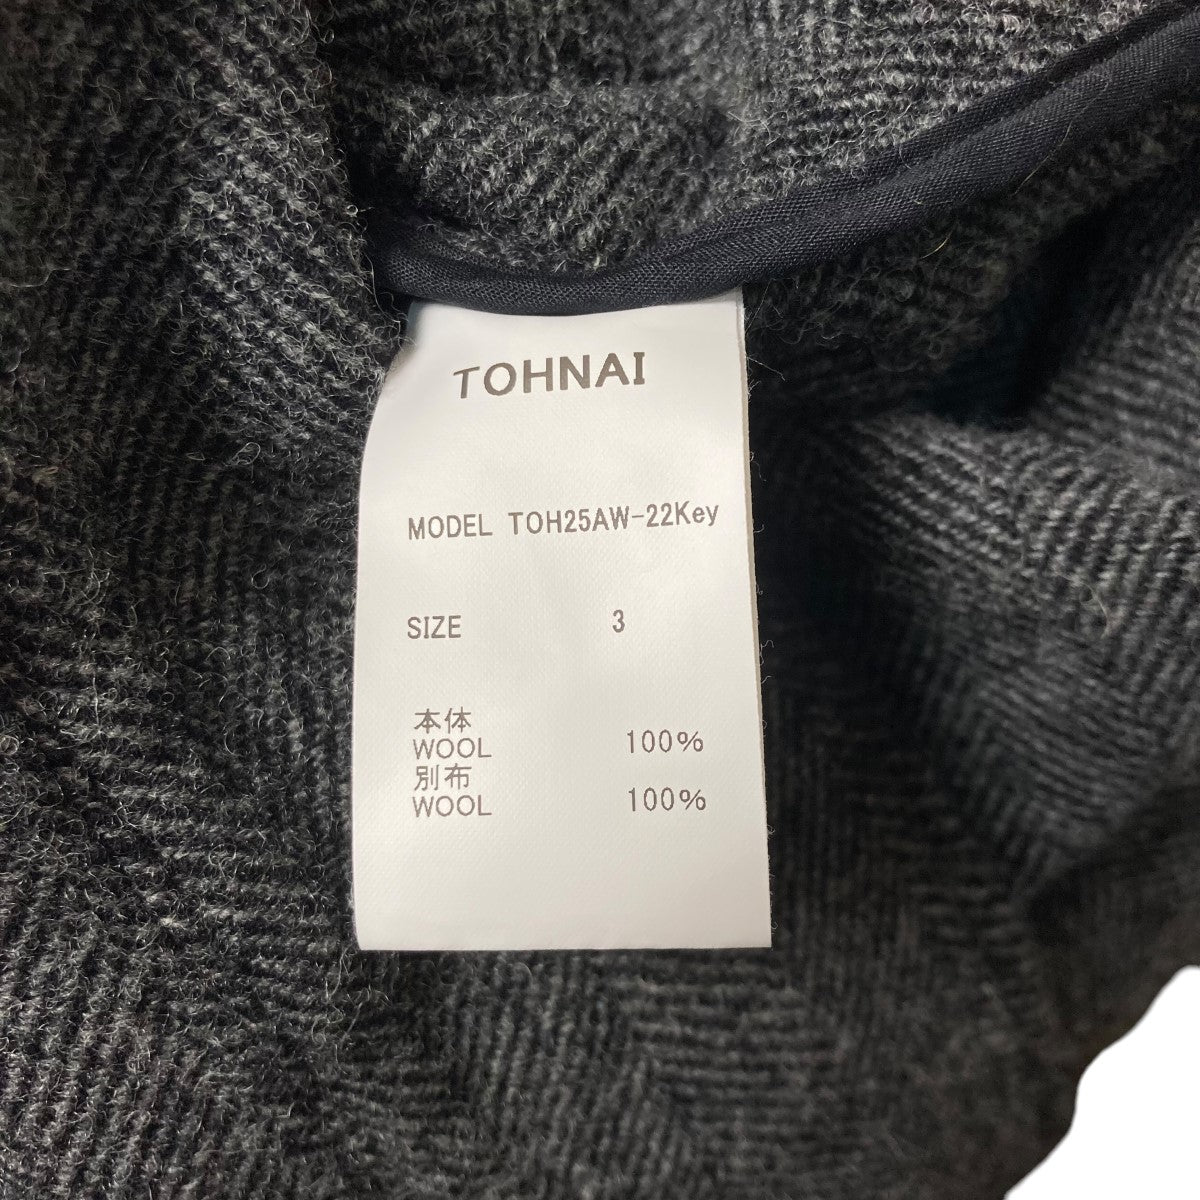 TOHNAI
MODEL TOH25AW-22Key
SIZE 3
本体
WOOL 100%
別布
WOOL 100%